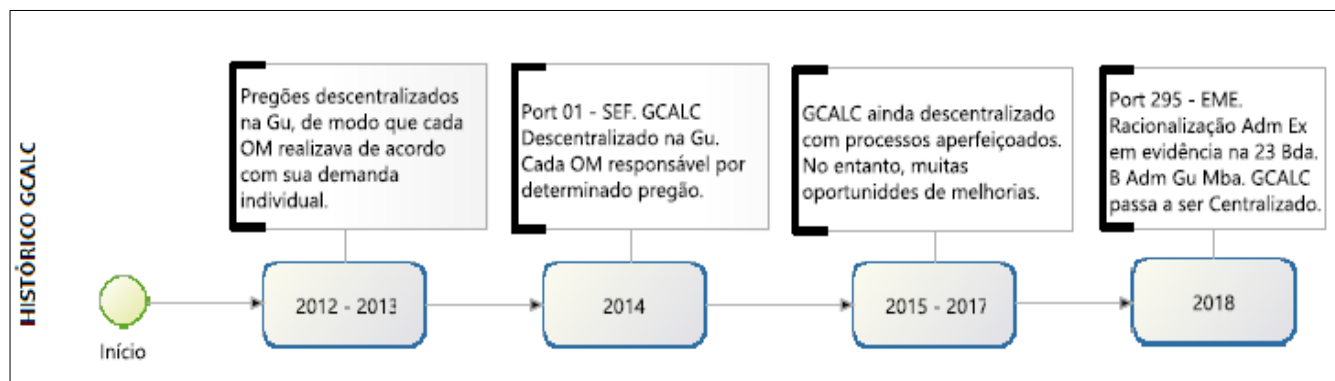 HISTÓRICO GCALC
Início
Pregões descentralizados
na Gu, de modo que cada
OM realizava de acordo
com sua demanda
individual.
2012 - 2013
Port 01 - SEF. GCALC
Descentralizado na Gu.
Cada OM responsável por
determinado pregão.
2014
GCALC ainda descentralizado
com processos aperfeiçoados.
No entanto, muitas
oportuniddes de melhorias.
2015 - 2017
Port 295 - EME.
Racionalização Adm Ex
em evidência na 23 Bda.
B Adm Gu Mba. GCALC
passa a ser Centralizado.
2018